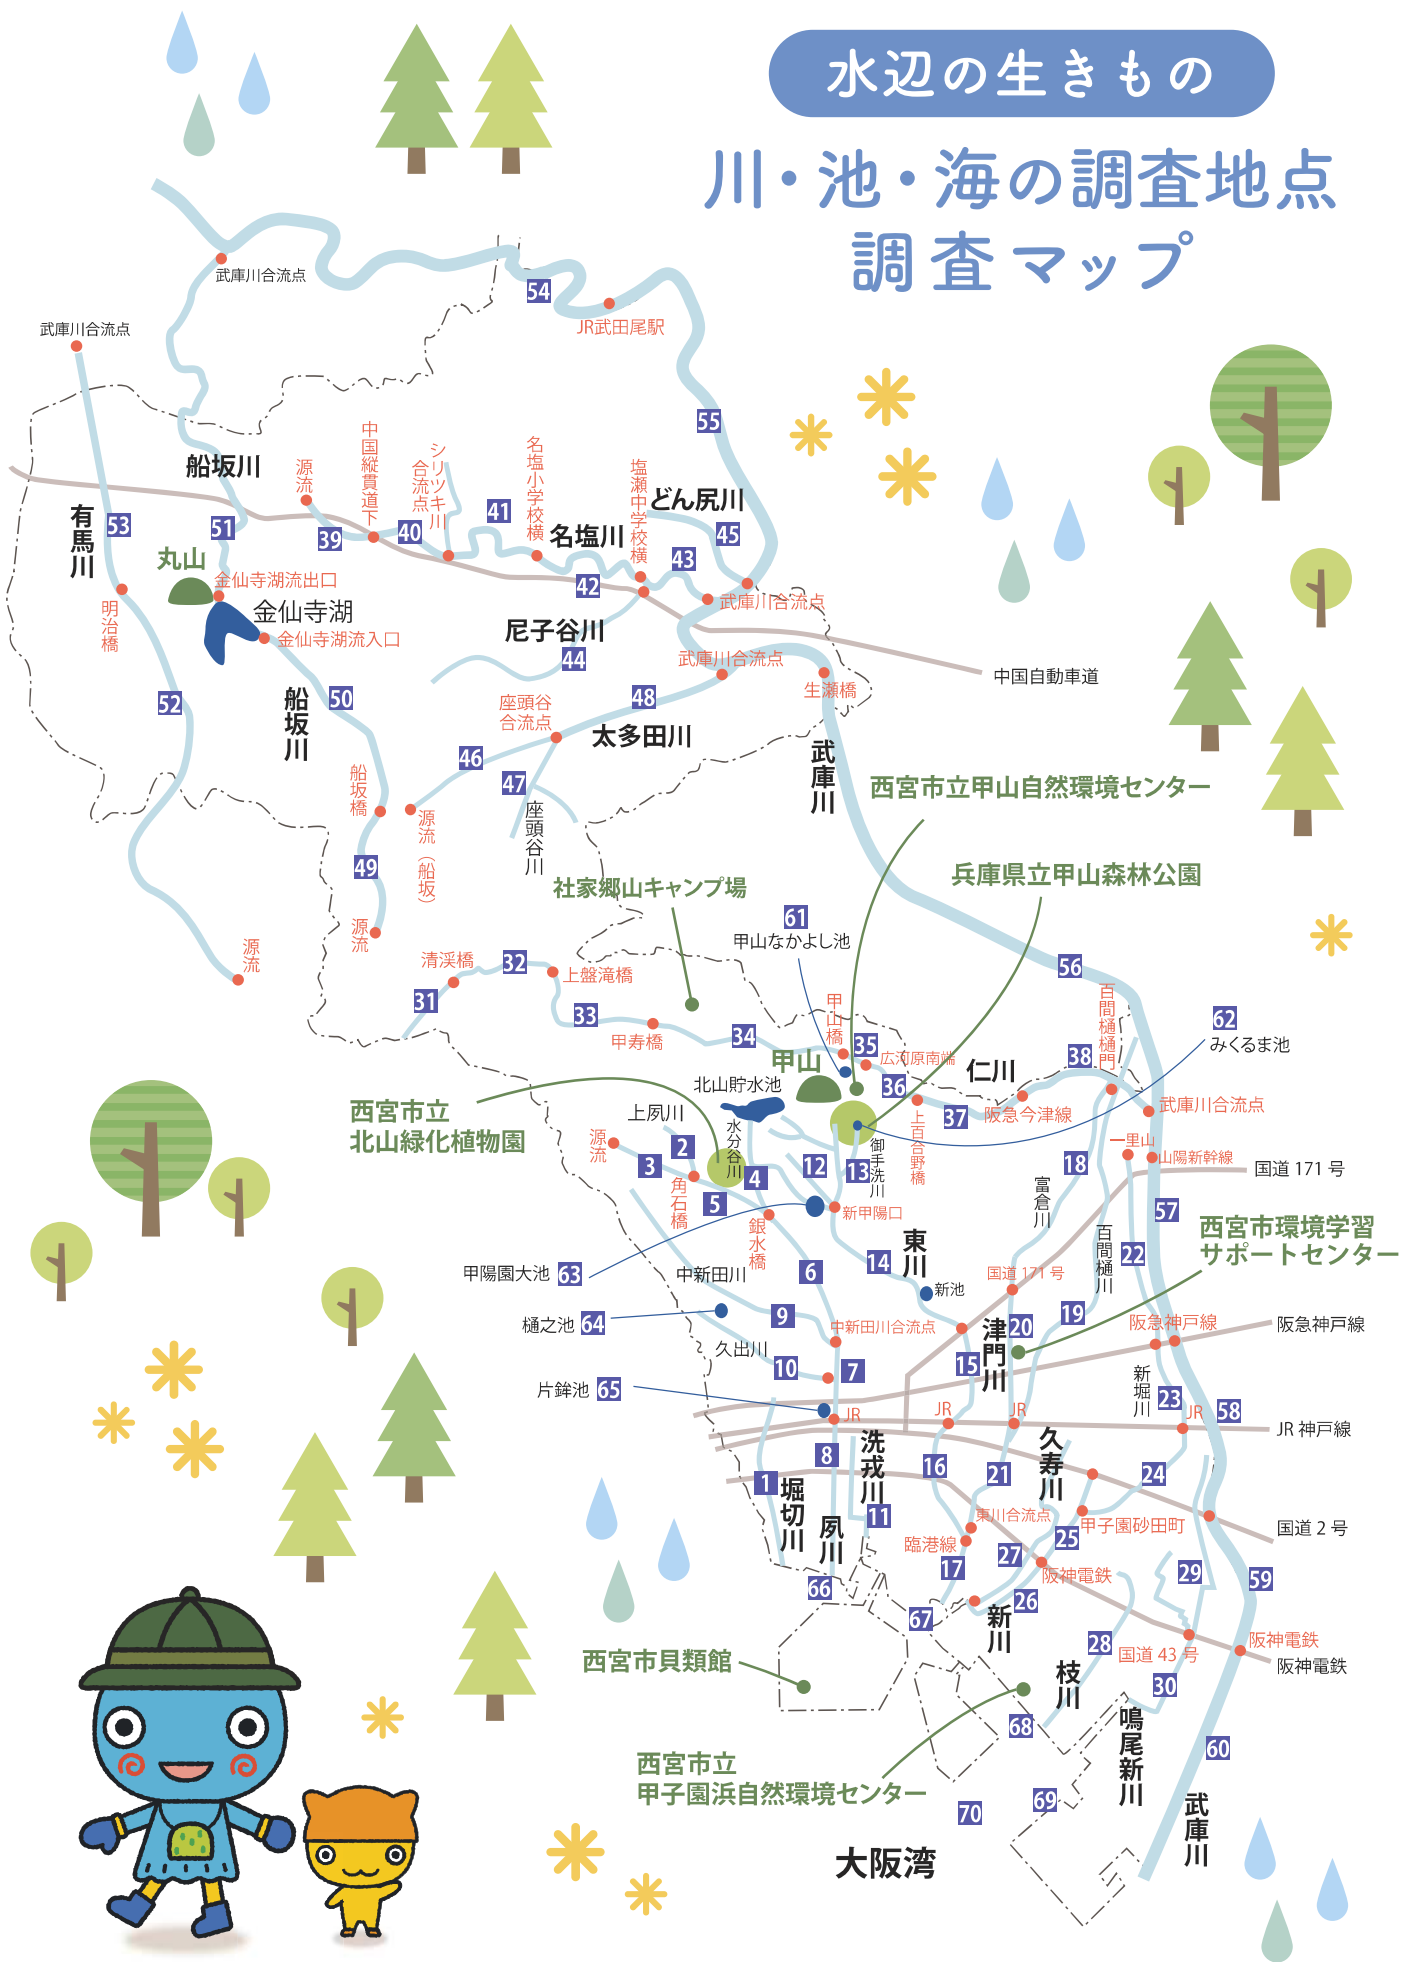 水辺の生きもの
川・池・海の調査地点
調査マップ
武庫川合流点
武庫川合流点
54
JR武田尾駅
55
船坂川
源流
中国縦貫道下
シリツキ川
合流点
名塩小学校横
塩瀬中学校横
どん尻川
41
名塩川
45
有馬川
53
51
39
40
43
42
丸山
金仙寺湖流出口
金仙寺湖
金仙寺湖流入口
明治橋
武庫川合流点
尼子谷川
44
武庫川合流点
中国自動車道
生瀬橋
52
船坂川
50
48
座頭谷
合流点
太多田川
武庫川
46
47
座頭谷川
船坂橋
源流(船坂)
49
源流
源流
西宮市立甲山自然環境センター
兵庫県立甲山森林公園
社家郷山キャンプ場
61
甲山なかよし池
清渓橋
32
上盤滝橋
31
33
甲寿橋
34
甲山橋
35
広河原南端
56
百間樋樋門
62
みくるま池
甲山
36
仁川
38
37
阪急今津線
武庫川合流点
上百合野橋
北山貯水池
西宮市立
北山緑化植物園
上夙川
水分谷川
源流
2
3
角石橋
4
5
12
13
御手洗川
一里山
山陽新幹線
国道 171 号
18
富倉川
57
百間樋川
22
西宮市環境学習
サポートセンター
新甲陽口
銀水橋
東川
14
新池
甲陽園大池
63
中新田川
6
国道 171 号
19
樋之池
64
9
中新田川合流点
津門川
20
阪急神戸線
阪急神戸線
久出川
10
7
15
片鉾池
65
新堀川
23
58
JR
JR
JR
JR
JR 神戸線
8
洗戎川
16
21
久寿川
24
1
堀切川
夙川
11
東川合流点
甲子園砂田町
国道 2 号
臨港線
25
17
27
阪神電鉄
29
59
66
67
新川
26
28
国道 43 号
阪神電鉄
阪神電鉄
西宮市貝類館
枝川
30
68
鳴尾新川
60
西宮市立
甲子園浜自然環境センター
69
70
武庫川
大阪湾